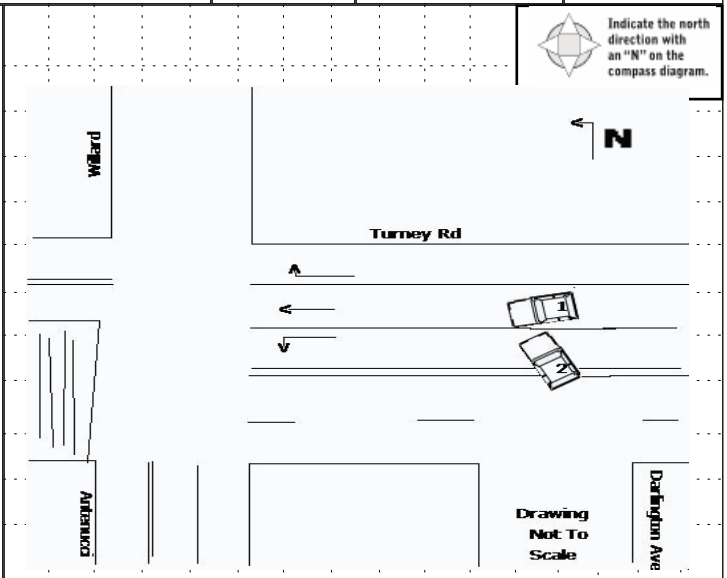 Indicate the north
direction with
an "N" on the
compass diagram.
Willard
N
Turney Rd
1
2
Antenucci
Drawing
Not To
Scale
Darlington Ave